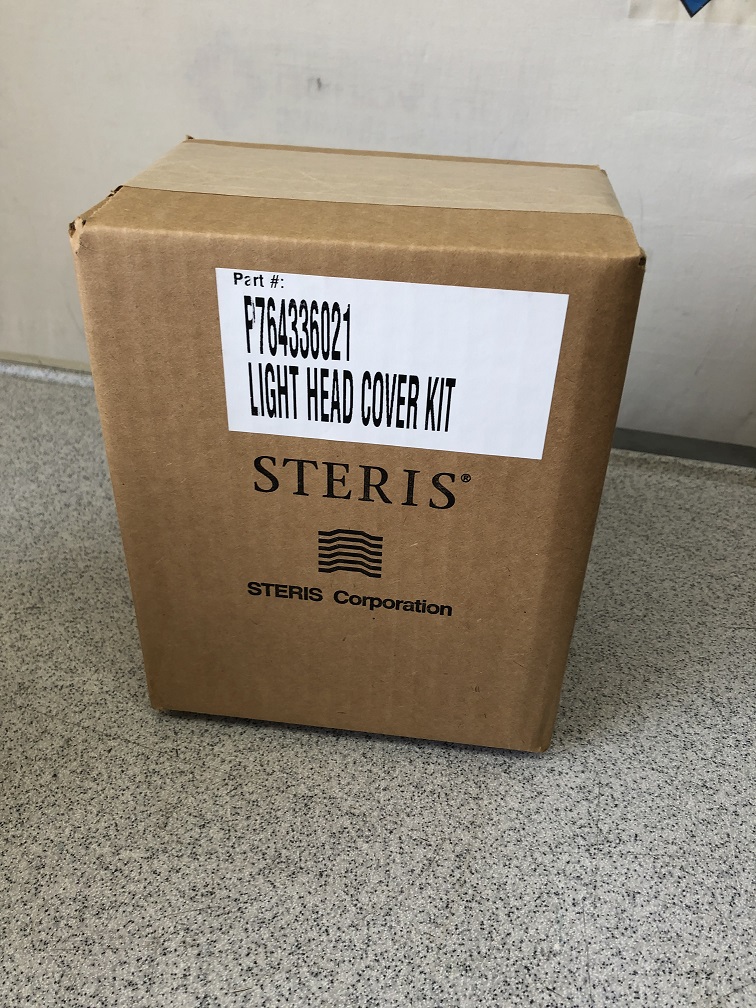 Part #:
P764336021
LIGHT HEAD COVER KIT
STERIS®
STERIS Corporation